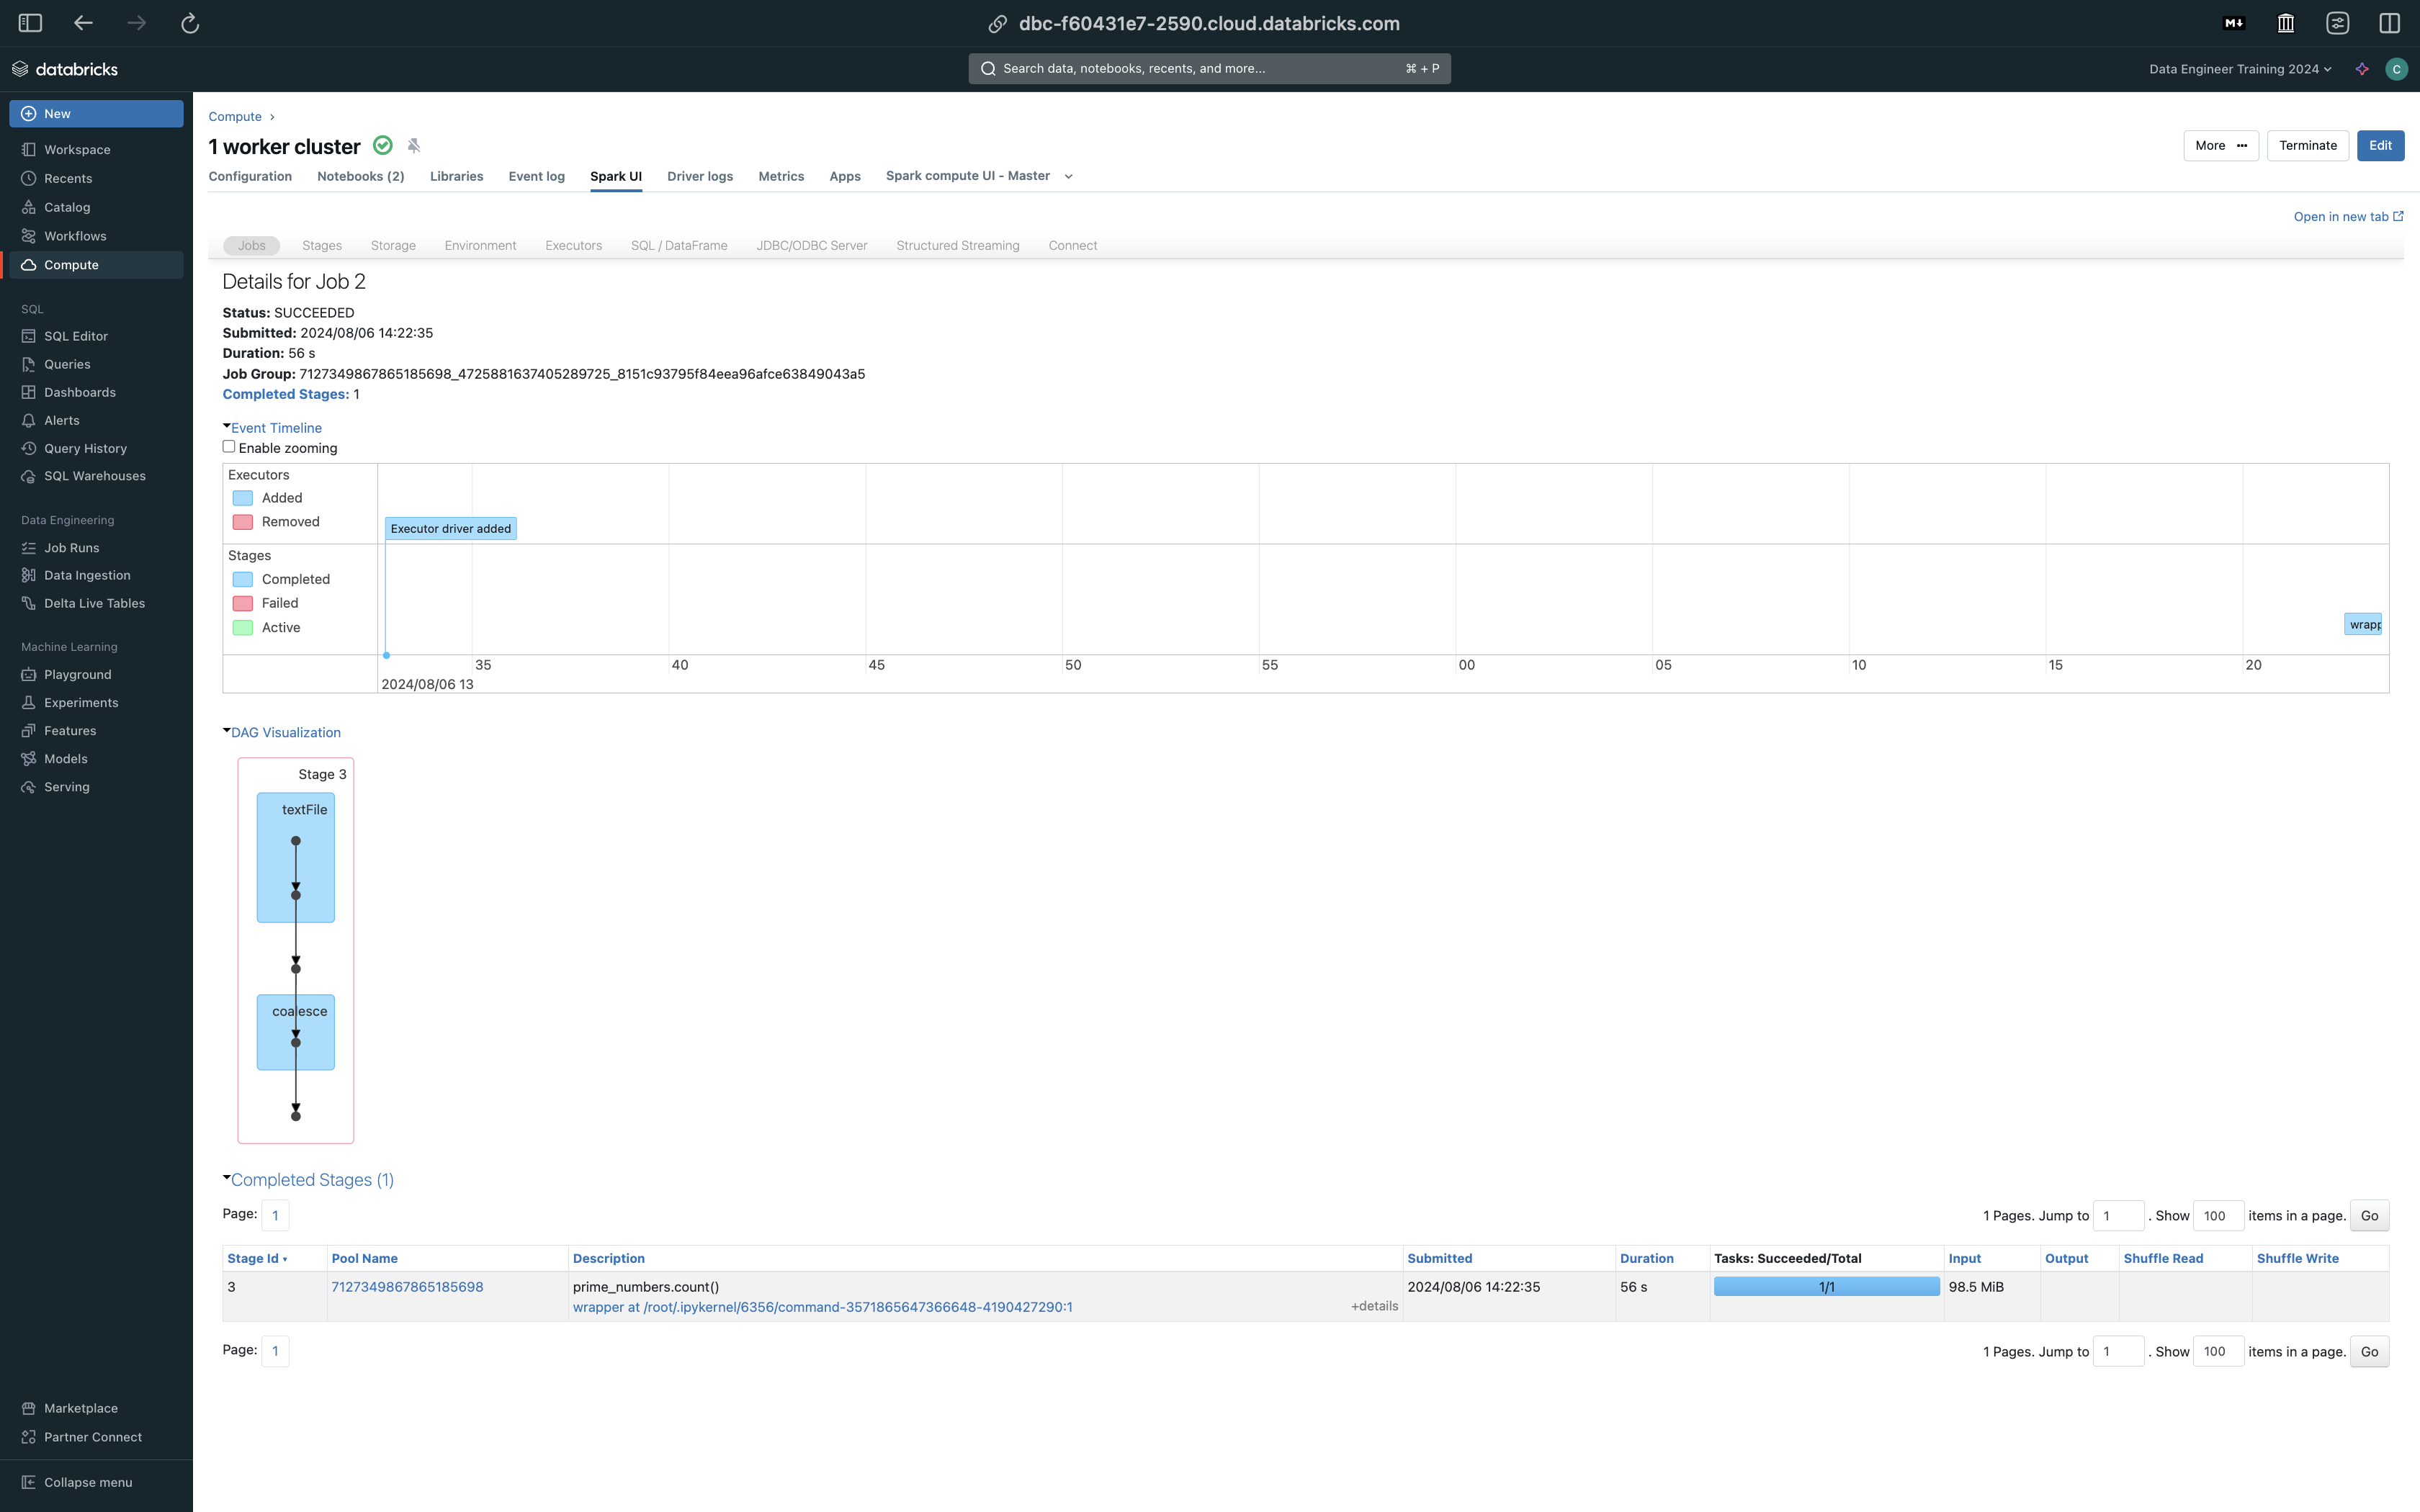 dbc-f60431e7-2590.cloud.databricks.com
M↓
databricks
Search data, notebooks, recents, and more...
⌘ + P
Data Engineer Training 2024
C
New
Workspace
Recents
Catalog
Workflows
Compute
SQL
SQL Editor
Queries
Dashboards
Alerts
Query History
SQL Warehouses
Data Engineering
Job Runs
Data Ingestion
Delta Live Tables
Machine Learning
Playground
Experiments
Features
Models
Serving
Marketplace
Partner Connect
Collapse menu
Compute ›
1 worker cluster
More ···
Terminate
Edit
Configuration Notebooks (2) Libraries Event log Spark UI Driver logs Metrics Apps Spark compute UI - Master
Open in new tab
Jobs Stages Storage Environment Executors SQL / DataFrame JDBC/ODBC Server Structured Streaming Connect
Details for Job 2
Status: SUCCEEDED
Submitted: 2024/08/06 14:22:35
Duration: 56 s
Job Group: 7127349867865185698_4725881637405289725_8151c93795f84eea96afce63849043a5
Completed Stages: 1
Event Timeline
Enable zooming
Executors
Added
Removed
Executor driver added
Stages
Completed
Failed
Active
wrapp
35 40 45 50 55 00 05 10 15 20
2024/08/06 13
DAG Visualization
Stage 3
textFile
coalesce
Completed Stages (1)
Page: 1
1 Pages. Jump to 1 . Show 100 items in a page. Go
Stage Id ▾ Pool Name Description Submitted Duration Tasks: Succeeded/Total Input Output Shuffle Read Shuffle Write
3 7127349867865185698 prime_numbers.count() 2024/08/06 14:22:35 56 s 1/1 98.5 MiB
wrapper at /root/.ipykernel/6356/command-3571865647366648-4190427290:1 +details
Page: 1
1 Pages. Jump to 1 . Show 100 items in a page. Go